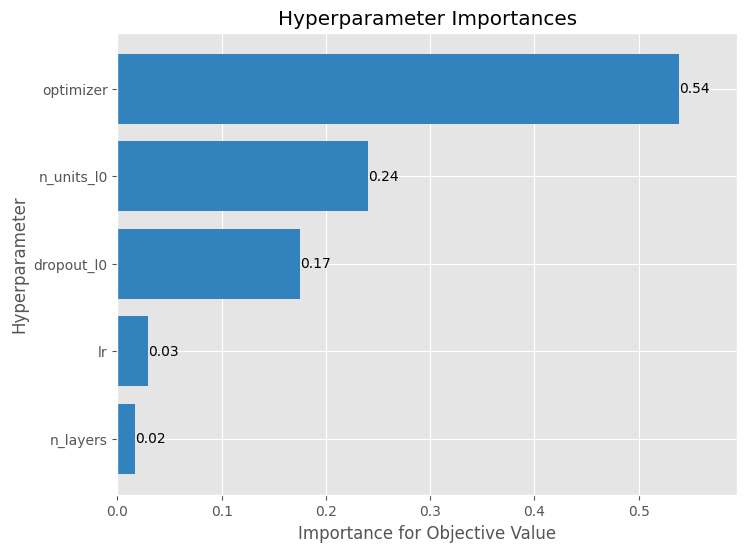 Hyperparameter Importances
Hyperparameter
optimizer
0.54
n_units_l0
0.24
dropout_l0
0.17
lr
0.03
n_layers
0.02
0.0 0.1 0.2 0.3 0.4 0.5
Importance for Objective Value